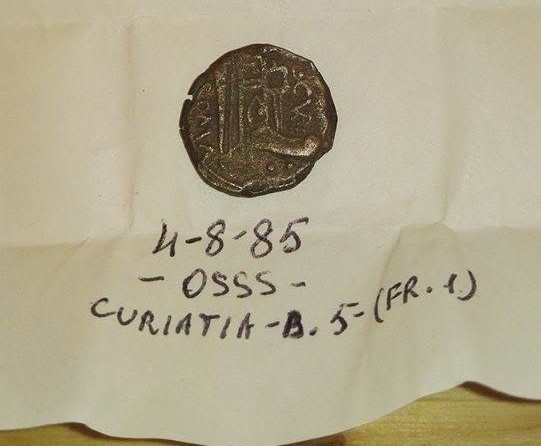 4-8-85
- OSSS -
CURIATIA-B. 5-(FR. 1)